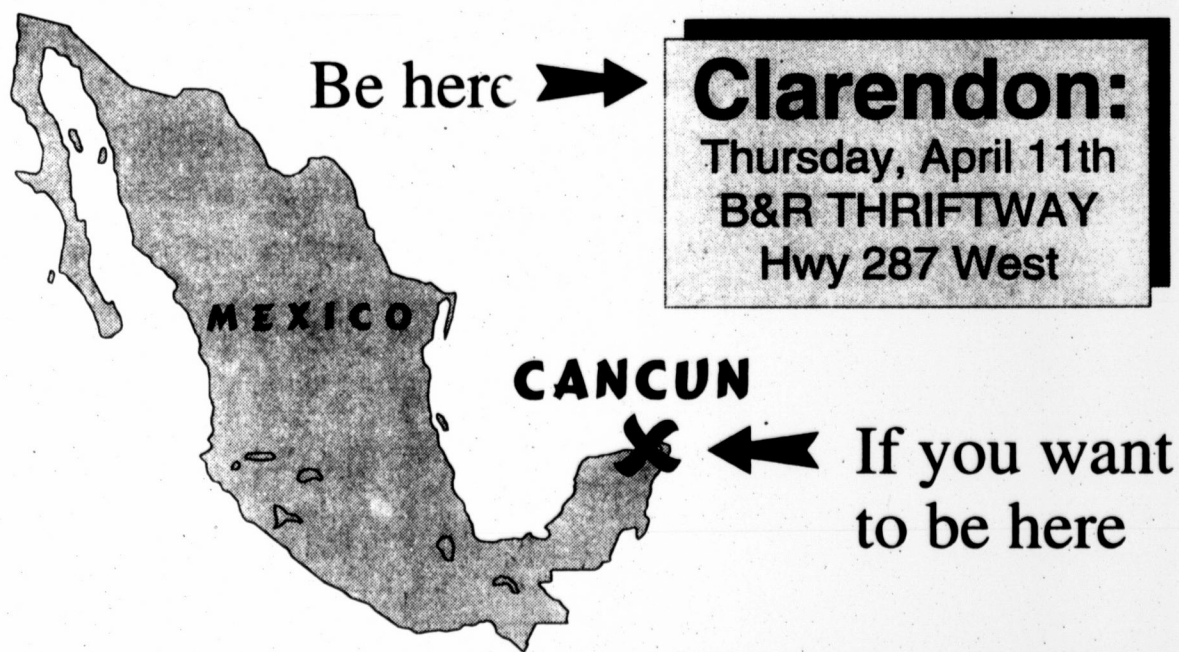 Be here
Clarendon:
Thursday, April 11th
B&R THRIFTWAY
Hwy 287 West
MEXICO
CANCUN
If you want
to be here